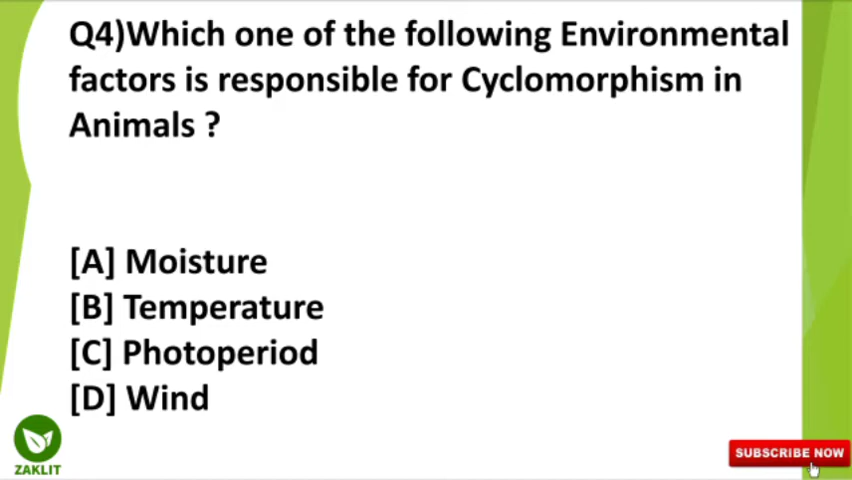 Q4)Which one of the following Environmental
factors is responsible for Cyclomorphism in
Animals ?
[A] Moisture
[B] Temperature
[C] Photoperiod
[D] Wind
ZAKLIT
SUBSCRIBE NOW